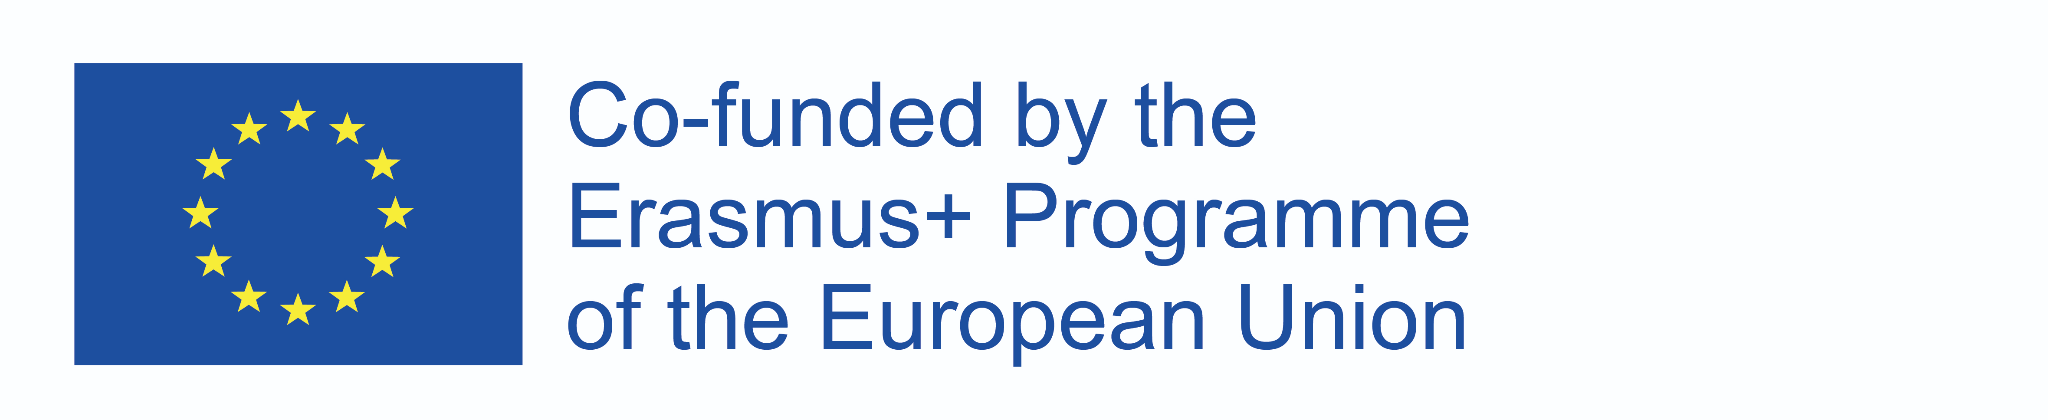 Co-funded by the
Erasmus+ Programme
of the European Union